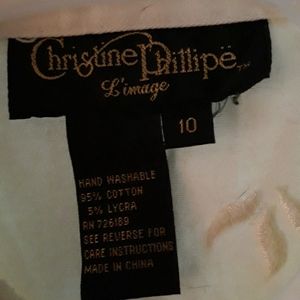 Christine Phillipë™
L'image
10
HAND WASHABLE
95% COTTON
5% LYCRA
RN 726189
SEE REVERSE FOR
CARE INSTRUCTIONS
MADE IN CHINA